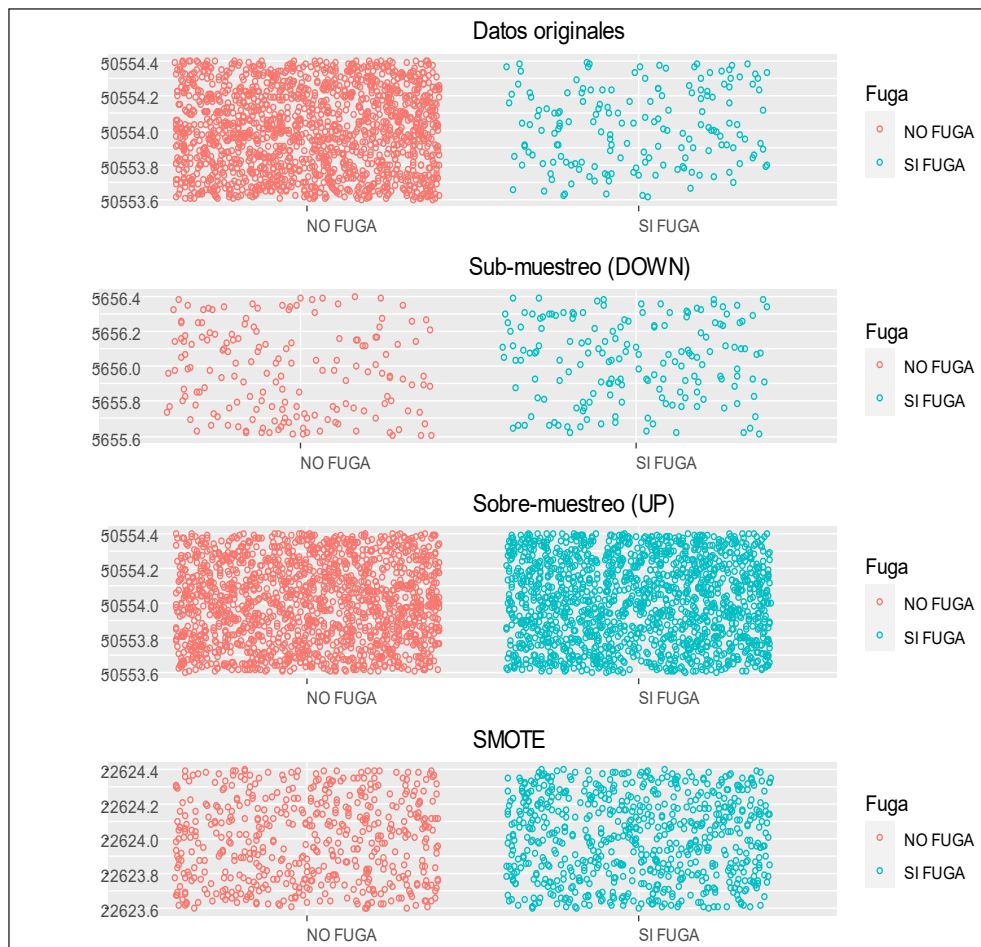 Datos originales
50554.4
50554.2
50554.0
50553.8
50553.6
NO FUGA
SI FUGA
Fuga
NO FUGA
SI FUGA
Sub-muestreo (DOWN)
5656.4
5656.2
5656.0
5655.8
5655.6
NO FUGA
SI FUGA
Fuga
NO FUGA
SI FUGA
Sobre-muestreo (UP)
50554.4
50554.2
50554.0
50553.8
50553.6
NO FUGA
SI FUGA
Fuga
NO FUGA
SI FUGA
SMOTE
22624.4
22624.2
22624.0
22623.8
22623.6
NO FUGA
SI FUGA
Fuga
NO FUGA
SI FUGA